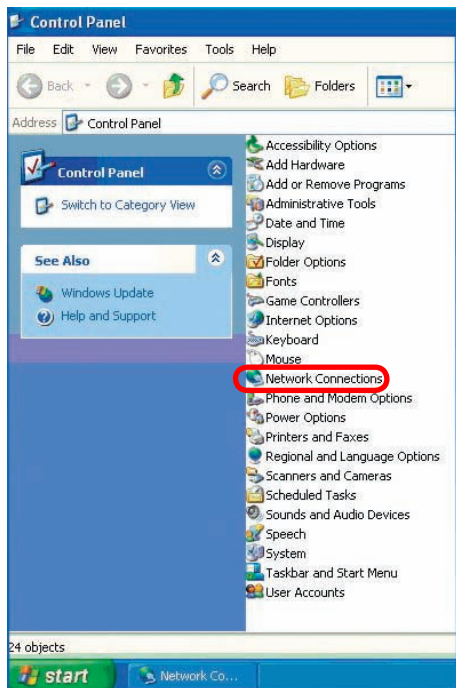 Control Panel
File Edit View Favorites Tools Help
Back Search Folders
Address Control Panel
Control Panel
Switch to Category View
See Also
Windows Update
Help and Support
Accessibility Options
Add Hardware
Add or Remove Programs
Administrative Tools
Date and Time
Display
Folder Options
Fonts
Game Controllers
Internet Options
Keyboard
Mouse
Network Connections
Phone and Modem Options
Power Options
Printers and Faxes
Regional and Language Options
Scanners and Cameras
Scheduled Tasks
Sounds and Audio Devices
Speech
System
Taskbar and Start Menu
User Accounts
24 objects
start Network Co...